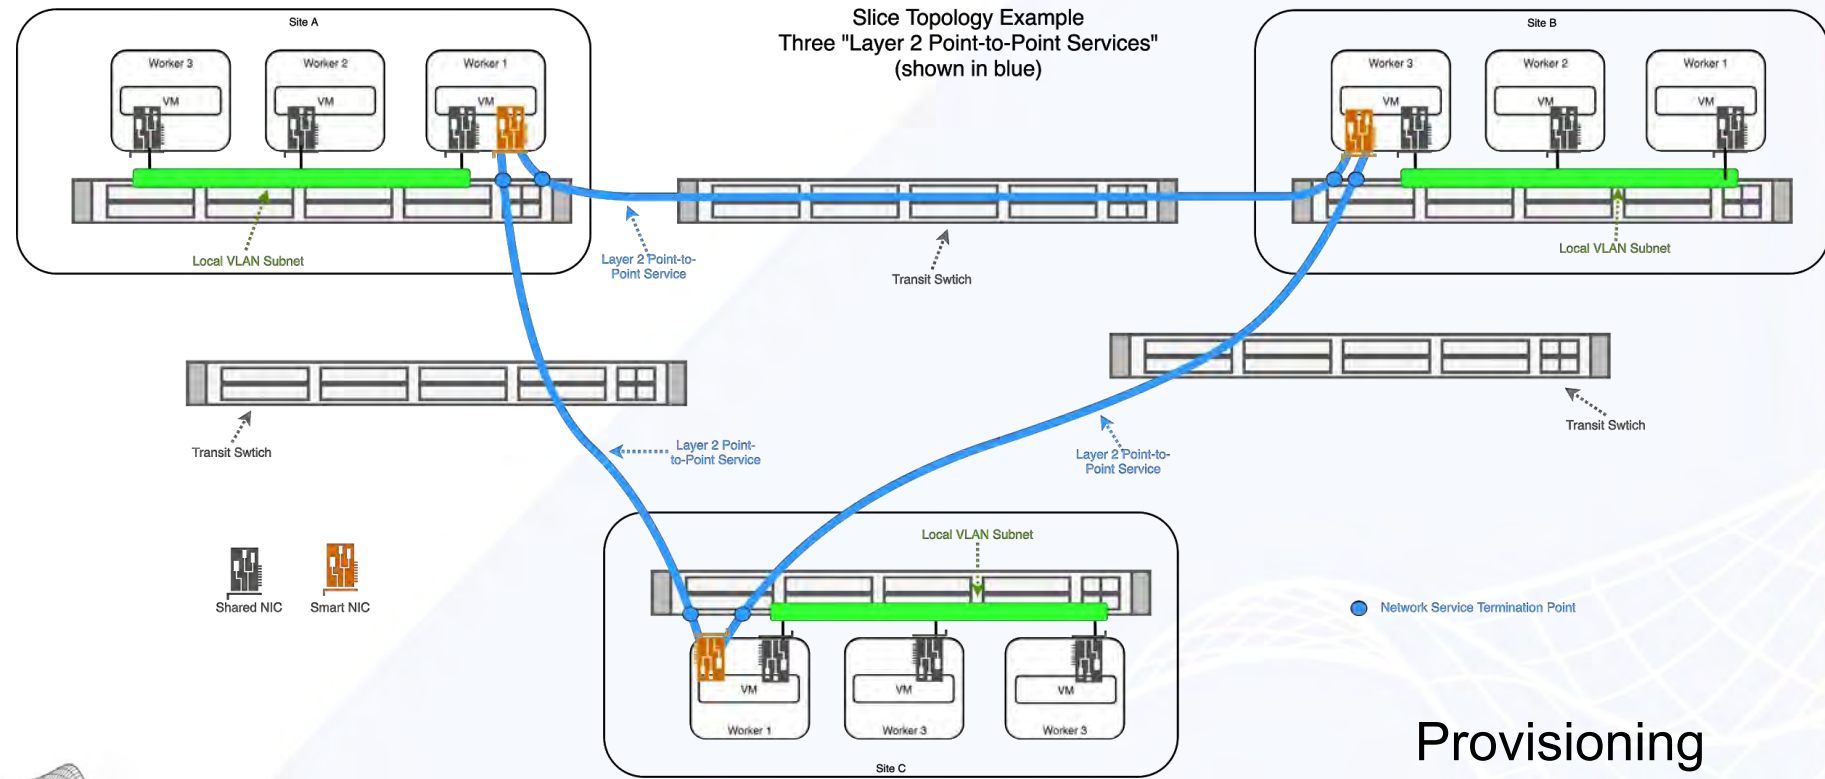 Slice Topology Example
Three "Layer 2 Point-to-Point Services"
(shown in blue)
Site A
Worker 3
VM
Worker 2
VM
Worker 1
VM
Local VLAN Subnet
Site B
Worker 3
VM
Worker 2
VM
Worker 1
VM
Local VLAN Subnet
Layer 2 Point-to-
Point Service
Transit Swtich
Transit Swtich
Layer 2 Point-
to-Point Service
Layer 2 Point-to-
Point Service
Transit Swtich
Local VLAN Subnet
VM
Worker 1
VM
Worker 3
VM
Worker 3
Site C
Shared NIC
Smart NIC
Network Service Termination Point
Provisioning